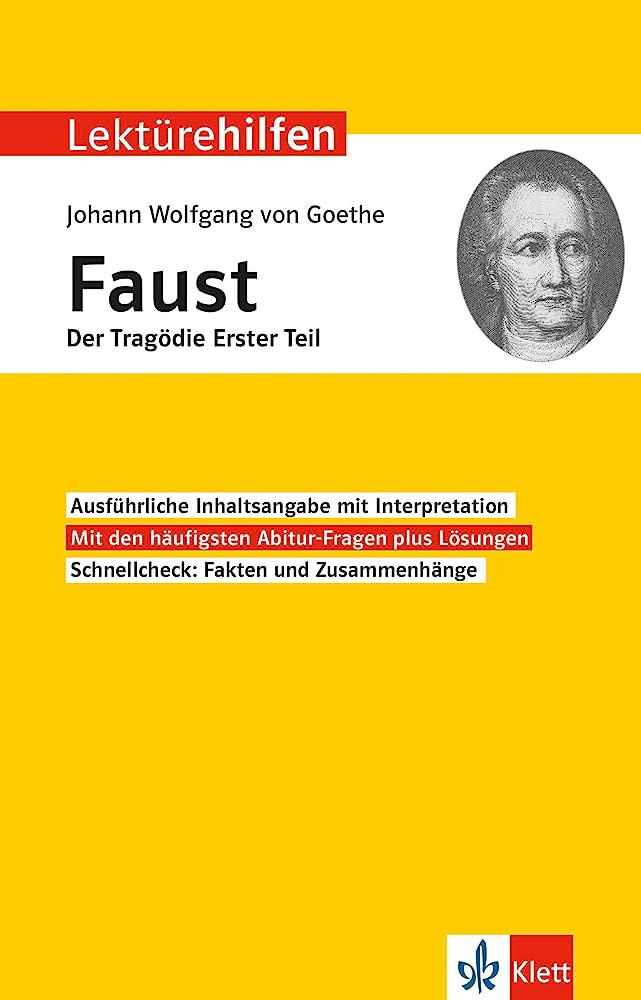 Lektürehilfen
Johann Wolfgang von Goethe
Faust
Der Tragödie Erster Teil
Ausführliche Inhaltsangabe mit Interpretation
Mit den häufigsten Abitur-Fragen plus Lösungen
Schnellcheck: Fakten und Zusammenhänge
Klett